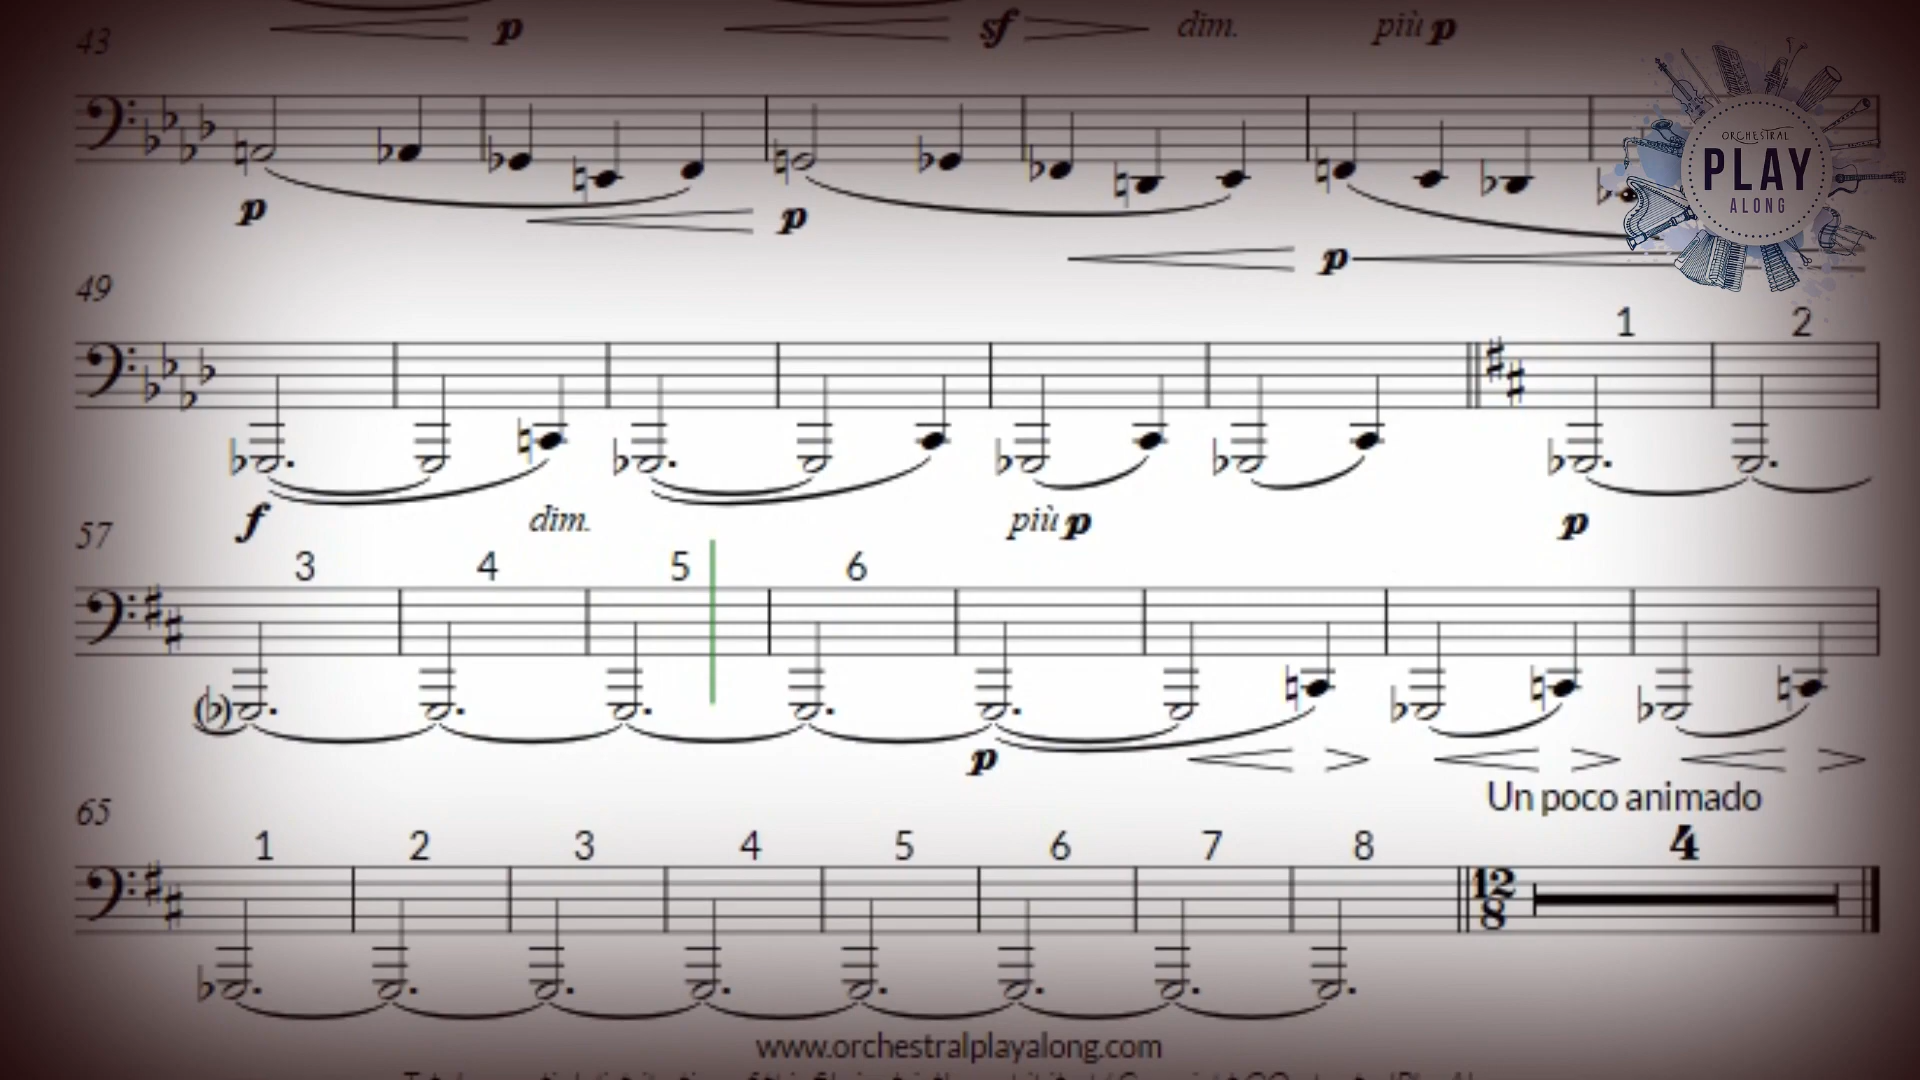 p sf dim. più p
43
ORCHESTRAL
PLAY
ALONG
p p p
49
1 2
f dim. più p p
57
3 4 5 6
p
Un poco animado
65
1 2 3 4 5 6 7 8 4
12
8
www.orchestralplayalong.com